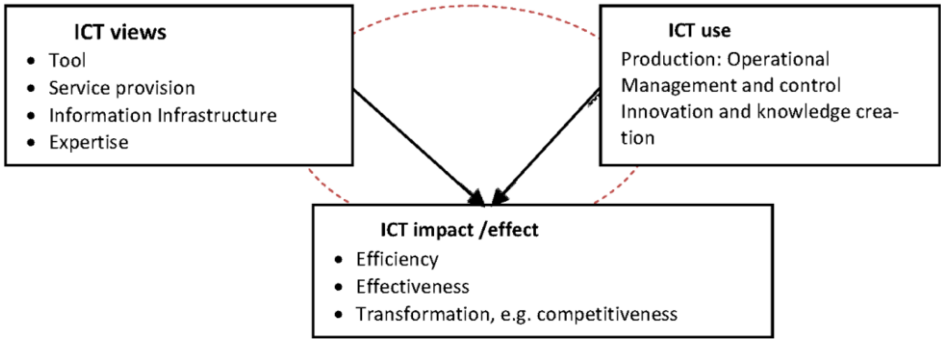 ICT views
• Tool
• Service provision
• Information Infrastructure
• Expertise
ICT use
Production: Operational
Management and control
Innovation and knowledge crea-
tion
ICT impact /effect
• Efficiency
• Effectiveness
• Transformation, e.g. competitiveness